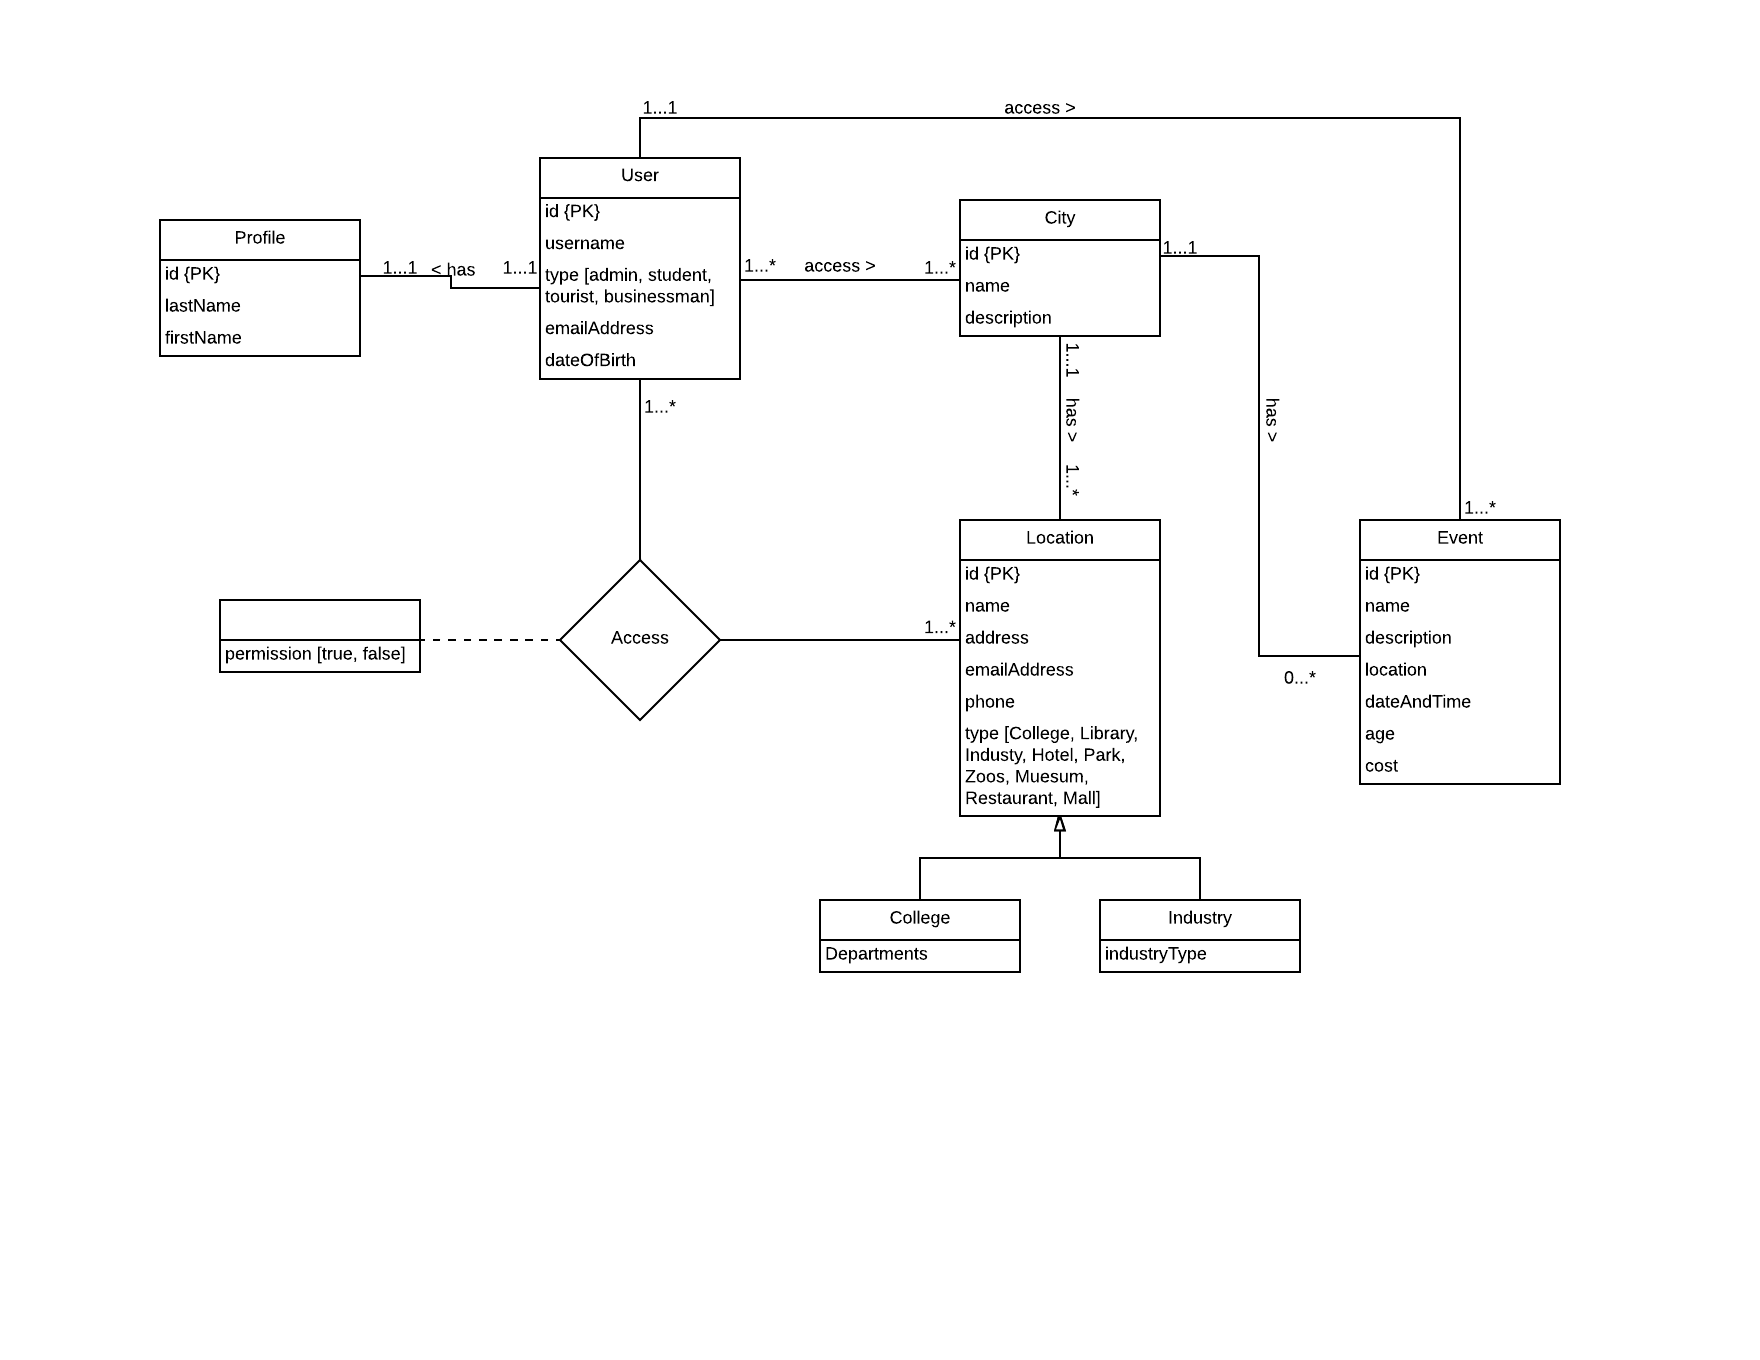 1...1
access >
User
id {PK}
username
type [admin, student,
tourist, businessman]
emailAddress
dateOfBirth
Profile
id {PK}
lastName
firstName
1...1
< has
1...1
1...*
access >
1...*
City
id {PK}
name
description
1...1
1...1
has >
1...*
has >
1...*
1...*
Access
permission [true, false]
1...*
Location
id {PK}
name
address
emailAddress
phone
type [College, Library,
Industy, Hotel, Park,
Zoos, Muesum,
Restaurant, Mall]
Event
id {PK}
name
description
location
dateAndTime
age
cost
0...*
College
Departments
Industry
industryType